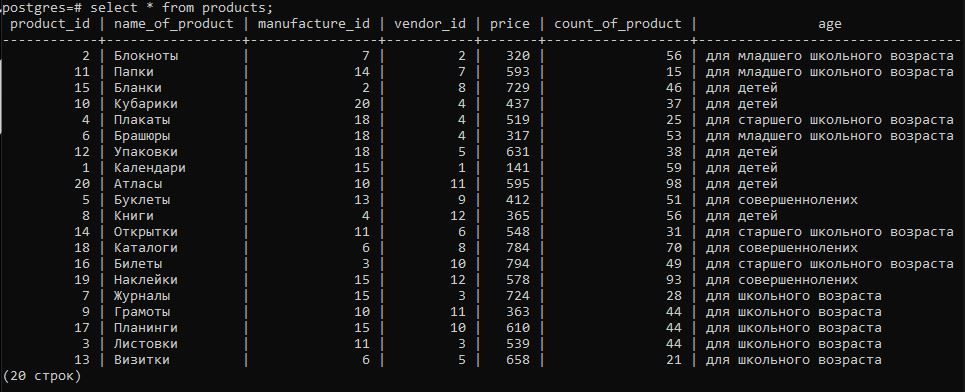 postgres=# select * from products;
product_id | name_of_product | manufacture_id | vendor_id | price | count_of_product | age
-----------+-----------------+----------------+-----------+-------+------------------+--------------------------------
2 | Блокноты | 7 | 2 | 320 | 56 | для младшего школьного возраста
11 | Папки | 14 | 7 | 593 | 15 | для младшего школьного возраста
15 | Бланки | 2 | 8 | 729 | 46 | для детей
10 | Кубарики | 20 | 4 | 437 | 37 | для детей
4 | Плакаты | 18 | 4 | 519 | 25 | для старшего школьного возраста
6 | Брашюры | 18 | 4 | 317 | 53 | для младшего школьного возраста
12 | Упаковки | 18 | 5 | 631 | 38 | для детей
1 | Календари | 15 | 1 | 141 | 59 | для детей
20 | Атласы | 10 | 11 | 595 | 98 | для детей
5 | Буклеты | 13 | 9 | 412 | 51 | для совершеннолених
8 | Книги | 4 | 12 | 365 | 56 | для детей
14 | Открытки | 11 | 6 | 548 | 31 | для старшего школьного возраста
18 | Каталоги | 6 | 8 | 784 | 70 | для совершеннолених
16 | Билеты | 3 | 10 | 794 | 49 | для старшего школьного возраста
19 | Наклейки | 15 | 12 | 578 | 93 | для совершеннолених
7 | Журналы | 15 | 3 | 724 | 28 | для школьного возраста
9 | Грамоты | 10 | 11 | 363 | 44 | для школьного возраста
17 | Планинги | 15 | 10 | 610 | 44 | для школьного возраста
3 | Листовки | 11 | 3 | 539 | 44 | для школьного возраста
13 | Визитки | 6 | 5 | 658 | 21 | для школьного возраста
(20 строк)